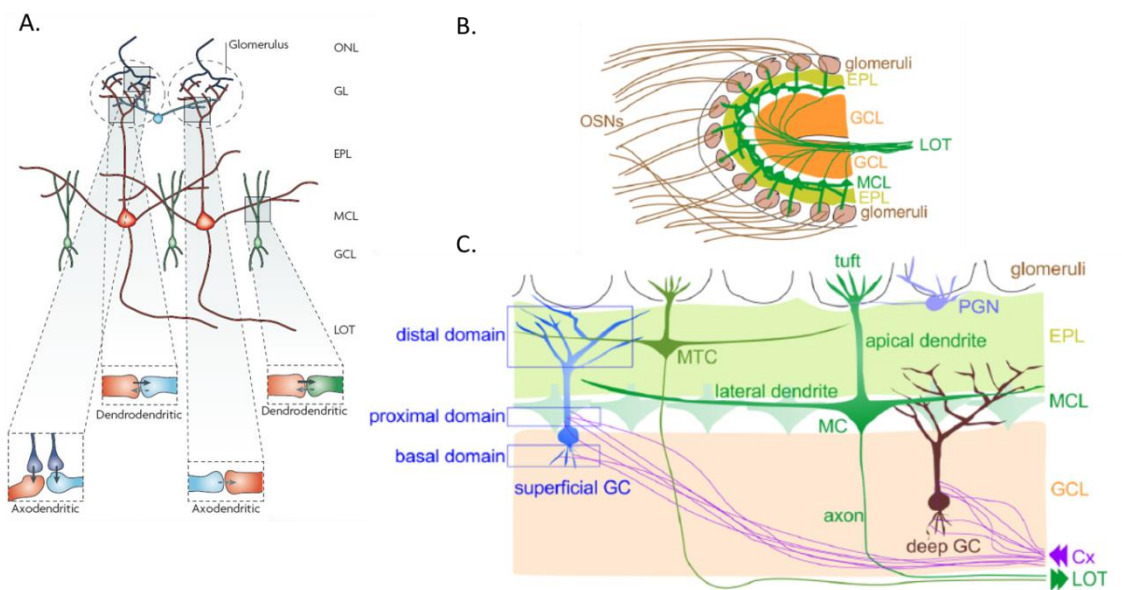 A.
Glomerulus
ONL
GL
EPL
MCL
GCL
LOT
Dendrodendritic
Dendrodendritic
Axodendritic
Axodendritic
B.
glomeruli
EPL
OSNs
GCL
LOT
GCL
MCL
EPL
glomeruli
C.
tuft
glomeruli
PGN
distal domain
MTC
apical dendrite
EPL
lateral dendrite
proximal domain
MC
MCL
basal domain
superficial GC
GCL
axon
deep GC
Cx
LOT